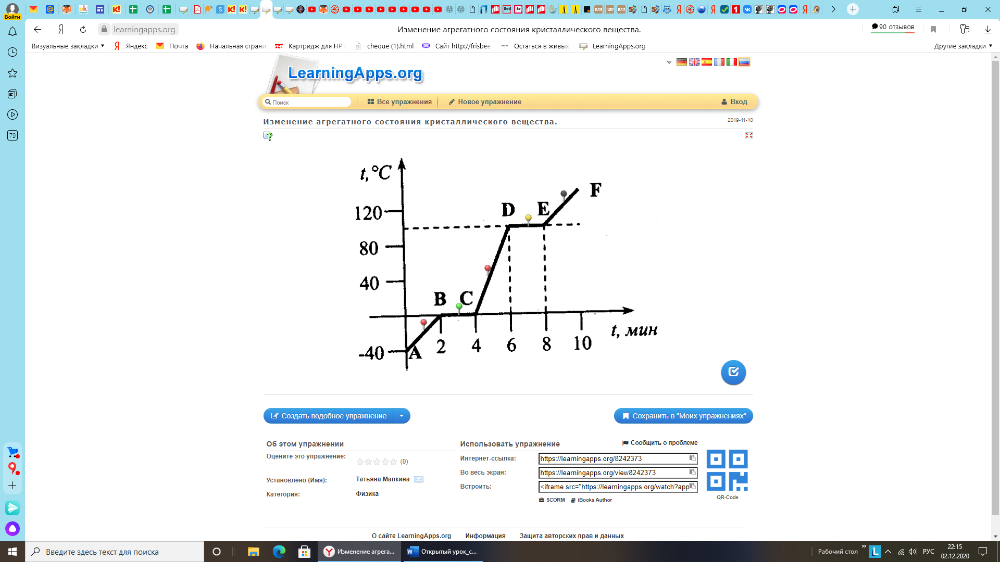 Войти
learningapps.org
Изменение агрегатного состояния кристаллического вещества.
90 отзывов
Визуальные закладки
Яндекс
Почта
Начальная страни
Картридж для HP
cheque (1).html
Сайт http://frisbee
Остаться в живых
LearningApps.org
Другие закладки
79
LearningApps.org
Поиск
Все упражнения
Новое упражнение
Вход
Изменение агрегатного состояния кристаллического вещества.
2019-11-10
t,°C
120
80
40
-40
A
B
C
D
E
F
2
4
6
8
10
t, мин
Создать подобное упражнение
Сохранить в "Моих упражнениях"
Об этом упражнении
Оцените это упражнение:
(0)
Установлено (Имя):
Татьяна Малкина
Категория:
Физика
Использовать упражнение
Сообщить о проблеме
Интернет-ссылка:
https://learningapps.org/8242373
Во весь экран:
https://learningapps.org/view8242373
Встроить:
<iframe src="https://learningapps.org/watch?app
SCORM
iBooks Author
QR-Code
О сайте LearningApps.org
Информация
Защита авторских прав и данных
Введите здесь текст для поиска
Изменение агрега...
Открытый урок_с...
Рабочий стол
РУС
22:15
02.12.2020